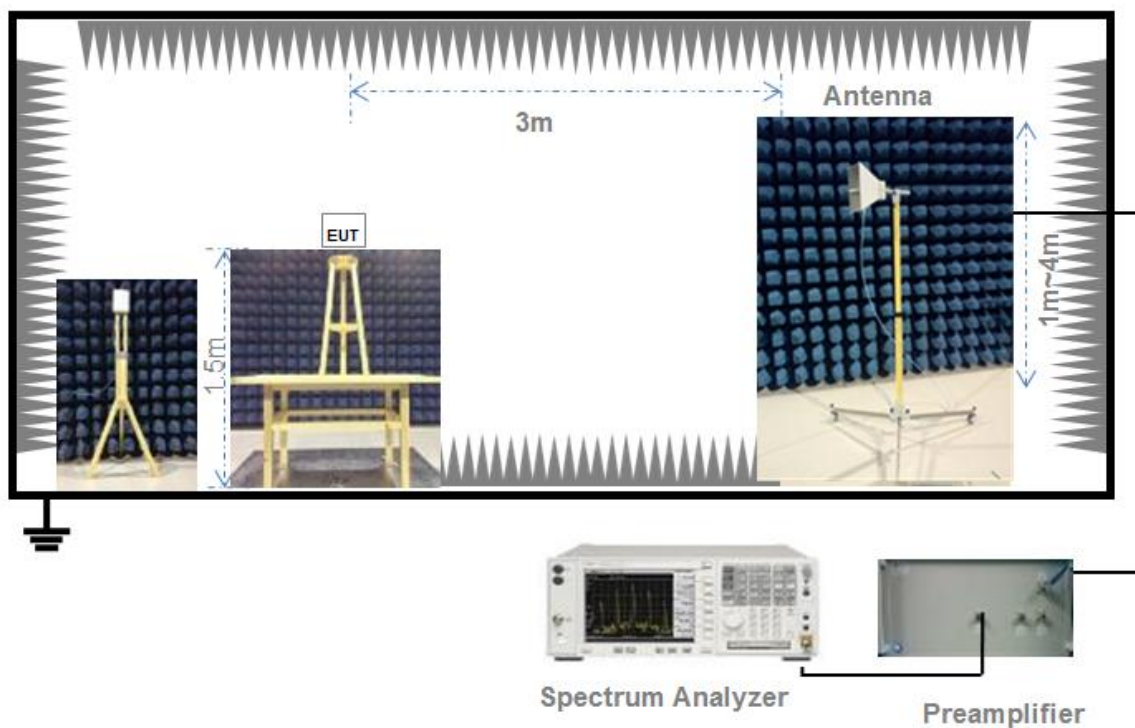 Antenna
3m
EUT
1.5m
1m~4m
Spectrum Analyzer
Preamplifier